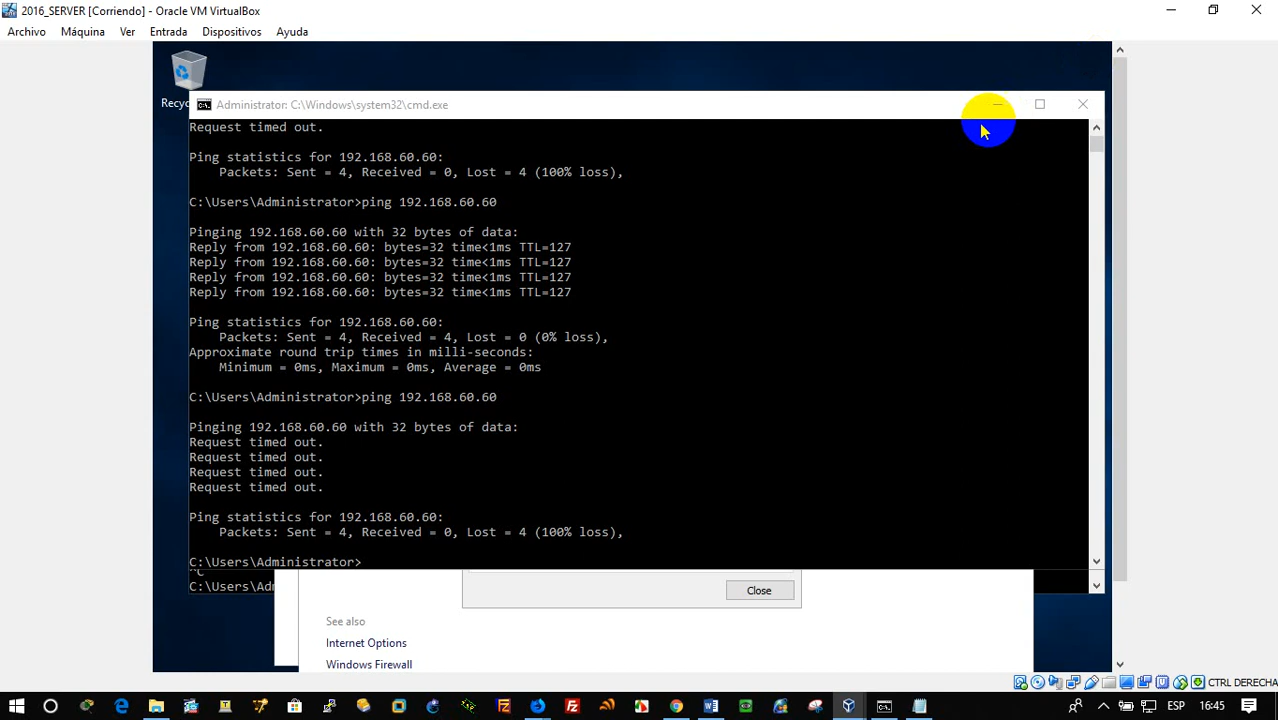 2016_SERVER [Corriendo] - Oracle VM VirtualBox
Archivo Máquina Ver Entrada Dispositivos Ayuda
Administrator: C:\Windows\system32\cmd.exe
Request timed out.
Ping statistics for 192.168.60.60:
Packets: Sent = 4, Received = 0, Lost = 4 (100% loss),
C:\Users\Administrator>ping 192.168.60.60
Pinging 192.168.60.60 with 32 bytes of data:
Reply from 192.168.60.60: bytes=32 time<1ms TTL=127
Reply from 192.168.60.60: bytes=32 time<1ms TTL=127
Reply from 192.168.60.60: bytes=32 time<1ms TTL=127
Reply from 192.168.60.60: bytes=32 time<1ms TTL=127
Ping statistics for 192.168.60.60:
Packets: Sent = 4, Received = 4, Lost = 0 (0% loss),
Approximate round trip times in milli-seconds:
Minimum = 0ms, Maximum = 0ms, Average = 0ms
C:\Users\Administrator>ping 192.168.60.60
Pinging 192.168.60.60 with 32 bytes of data:
Request timed out.
Request timed out.
Request timed out.
Request timed out.
Ping statistics for 192.168.60.60:
Packets: Sent = 4, Received = 0, Lost = 4 (100% loss),
C:\Users\Administrator>
C:\Users\Ad
Close
See also
Internet Options
Windows Firewall
CTRL DERECHA
ESP 16:45